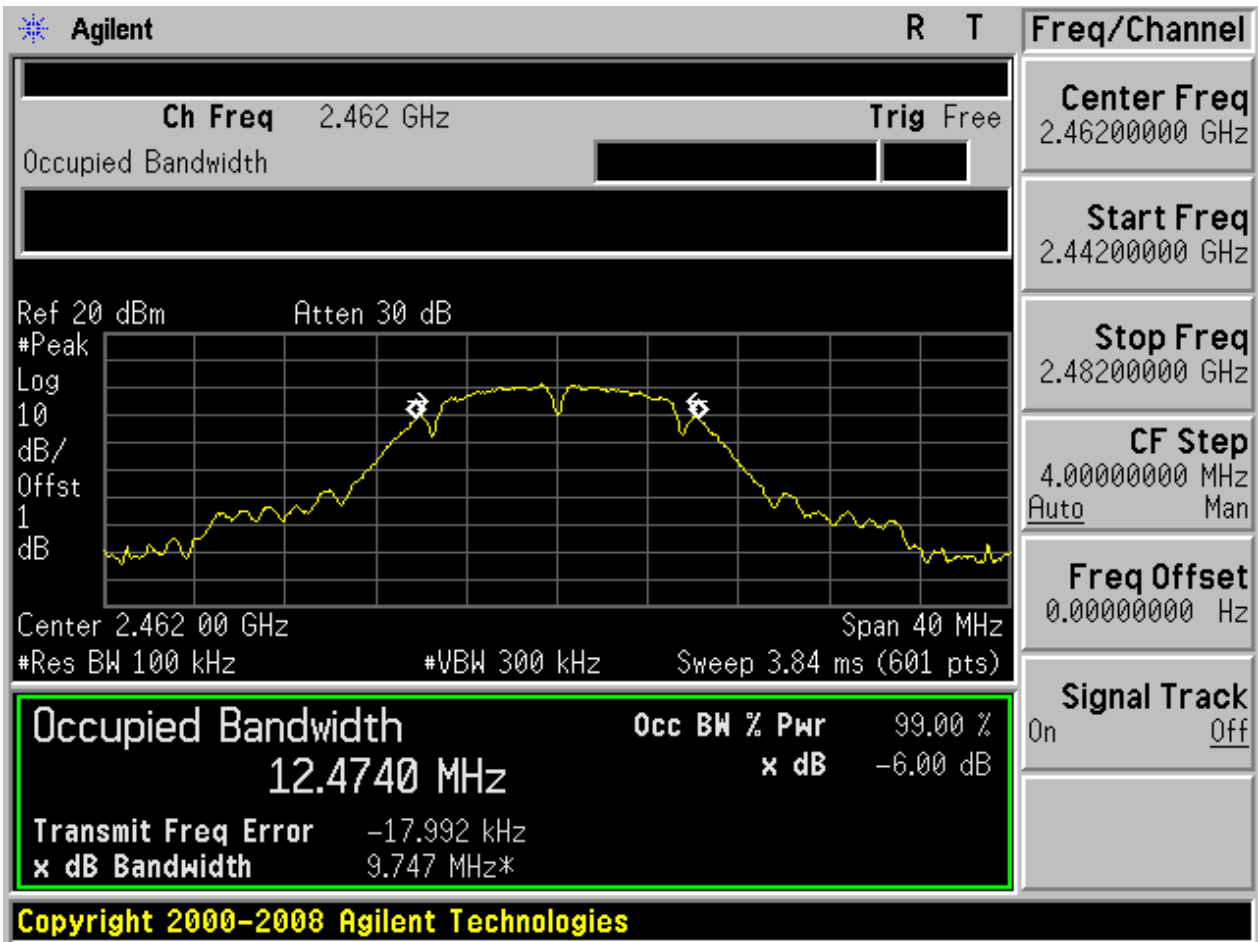 Agilent R T
Ch Freq 2.462 GHz Trig Free
Occupied Bandwidth
Ref 20 dBm Atten 30 dB
#Peak
Log
10
dB/
Offst
1
dB
Center 2.462 00 GHz Span 40 MHz
#Res BW 100 kHz #VBW 300 kHz Sweep 3.84 ms (601 pts)
Occupied Bandwidth Occ BW % Pwr 99.00 %
12.4740 MHz x dB -6.00 dB
Transmit Freq Error -17.992 kHz
x dB Bandwidth 9.747 MHz*
Copyright 2000-2008 Agilent Technologies
Freq/Channel
Center Freq
2.46200000 GHz
Start Freq
2.44200000 GHz
Stop Freq
2.48200000 GHz
CF Step
4.00000000 MHz
Auto Man
Freq Offset
0.00000000 Hz
Signal Track
On Off